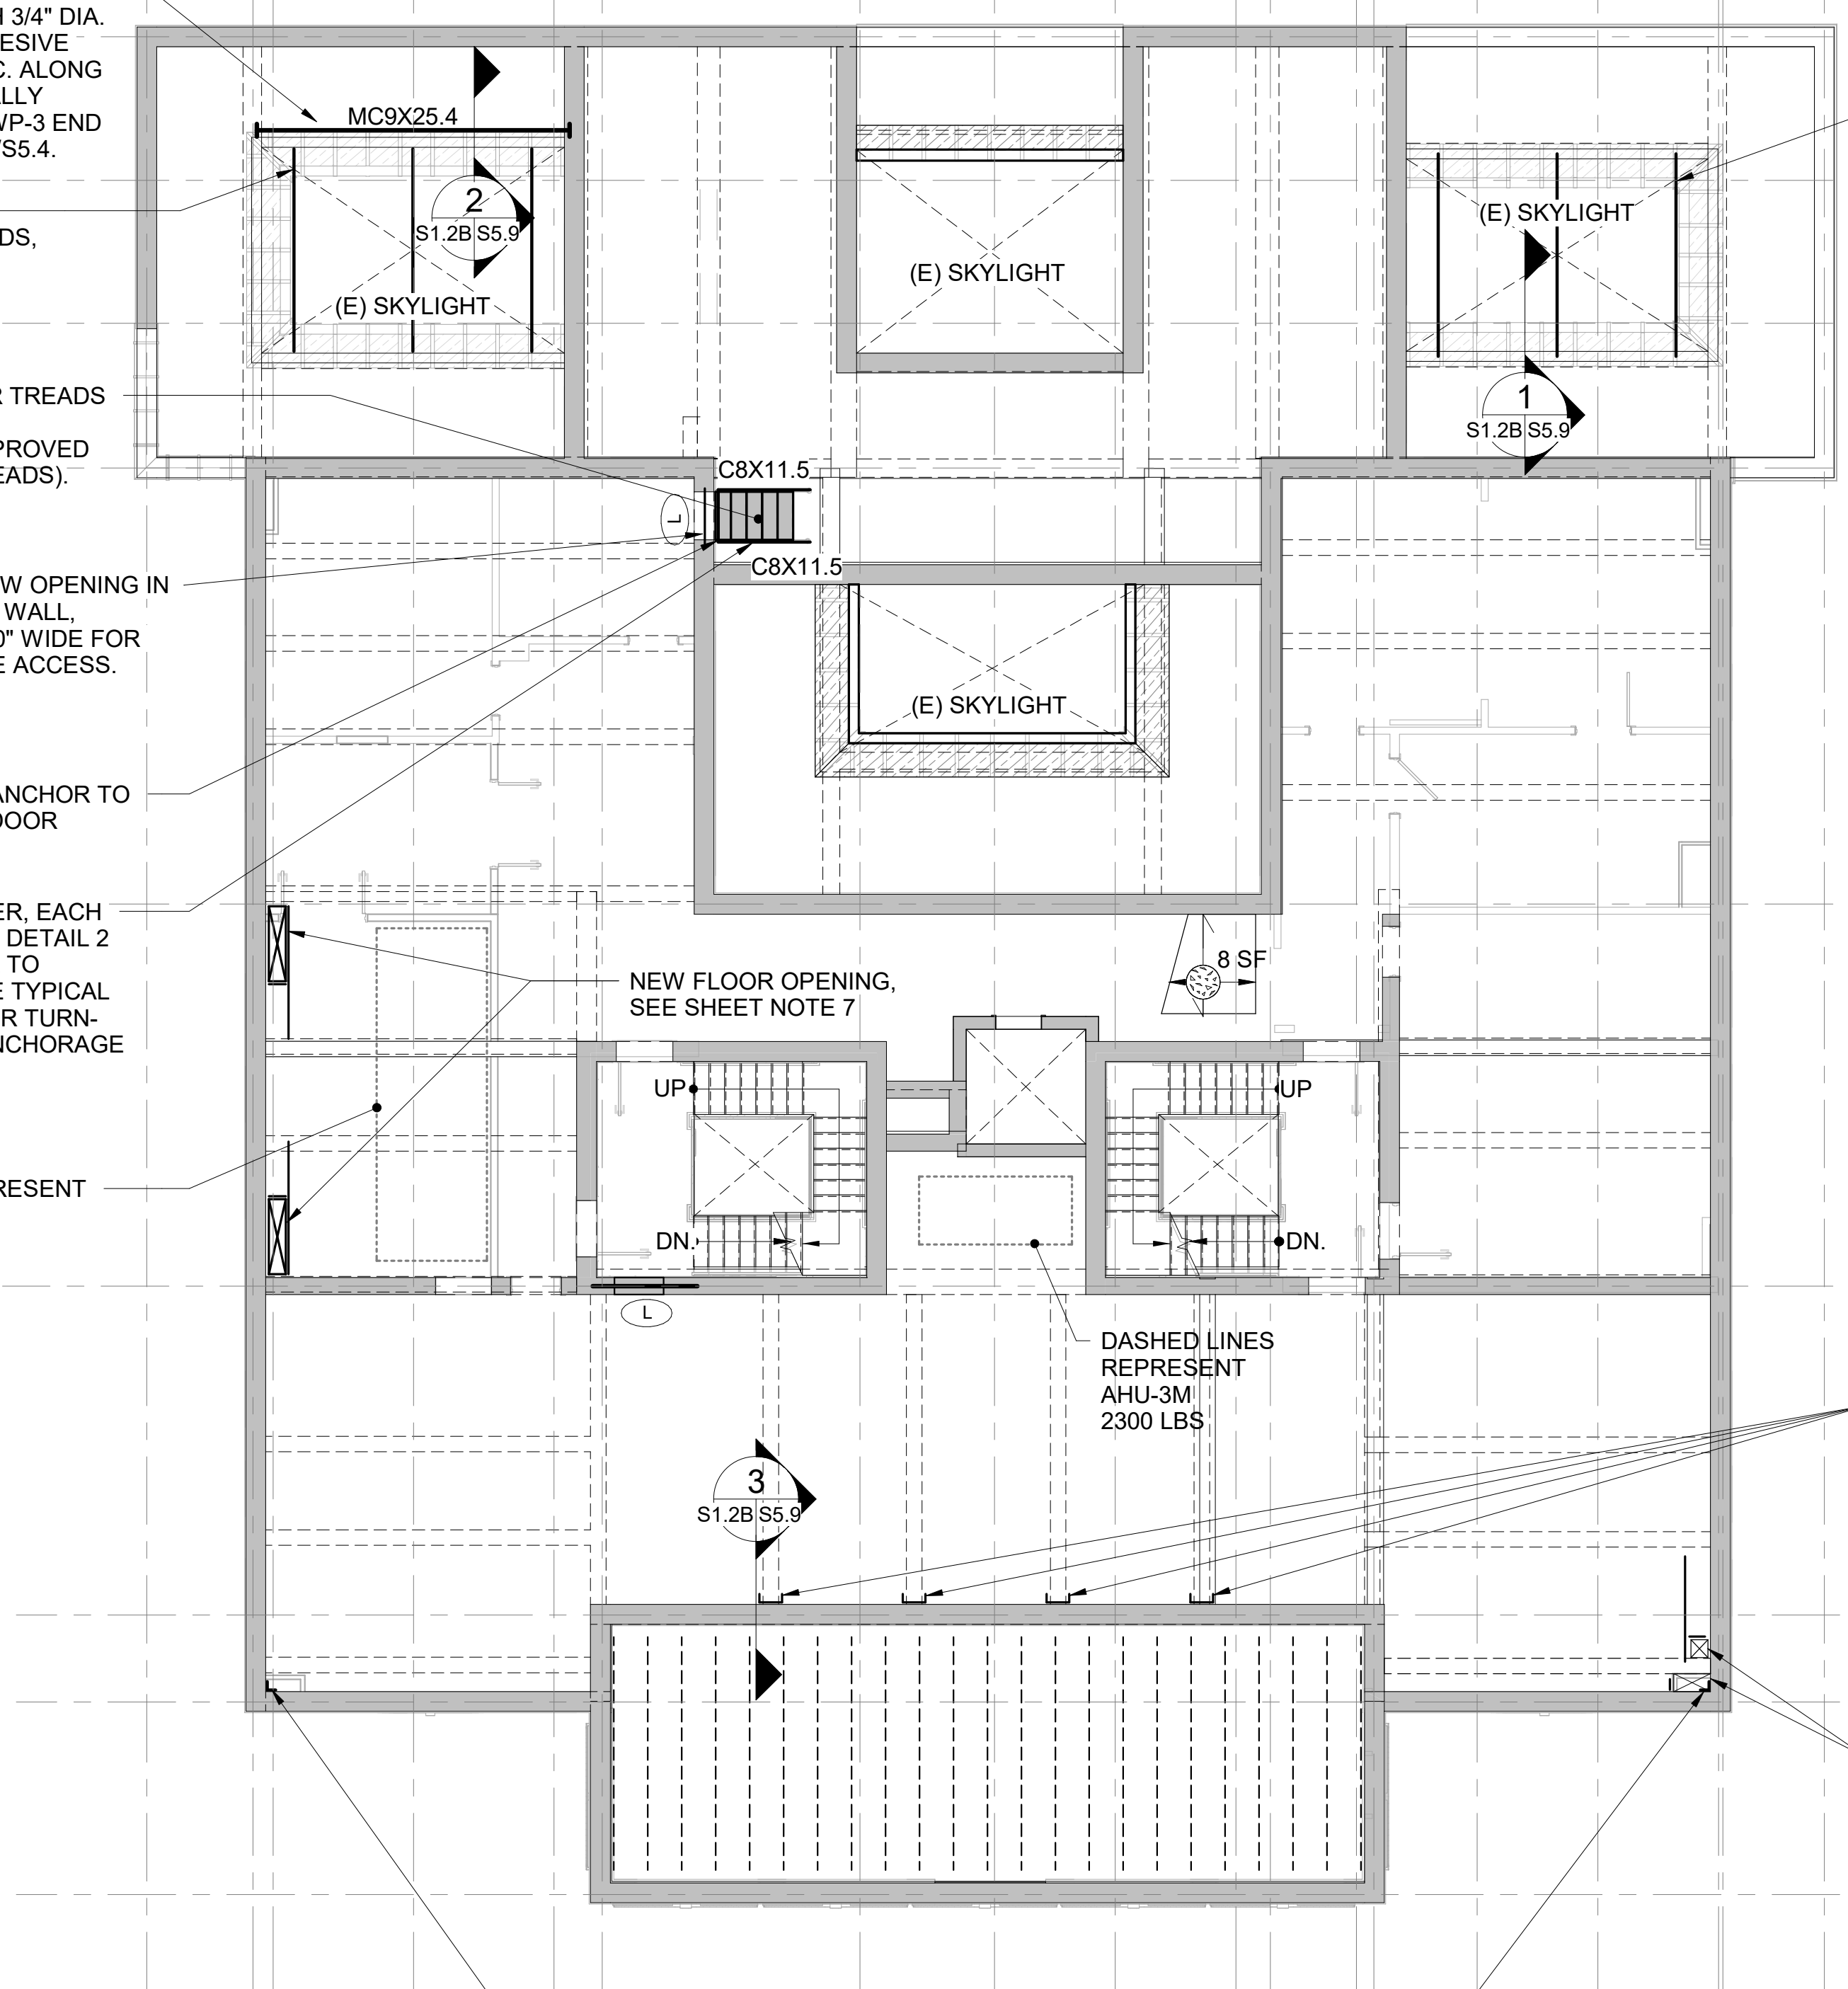 H 3/4" DIA.
ESIVE
C. ALONG
ALLY
WP-3 END
/S5.4.
MC9X25.4
2
S1.2B S5.9
(E) SKYLIGHT
(E) SKYLIGHT
(E) SKYLIGHT
1
S1.2B S5.9
DS,
R TREADS
PROVED
EADS).
C8X11.5
L
C8X11.5
W OPENING IN
WALL,
0" WIDE FOR
E ACCESS.
(E) SKYLIGHT
ANCHOR TO
DOOR
ER, EACH
DETAIL 2
TO
E TYPICAL
R TURN-
NCHORAGE
NEW FLOOR OPENING,
SEE SHEET NOTE 7
8 SF
UP
UP
RESENT
DN.
DN.
L
DASHED LINES
REPRESENT
AHU-3M
2300 LBS
3
S1.2B S5.9